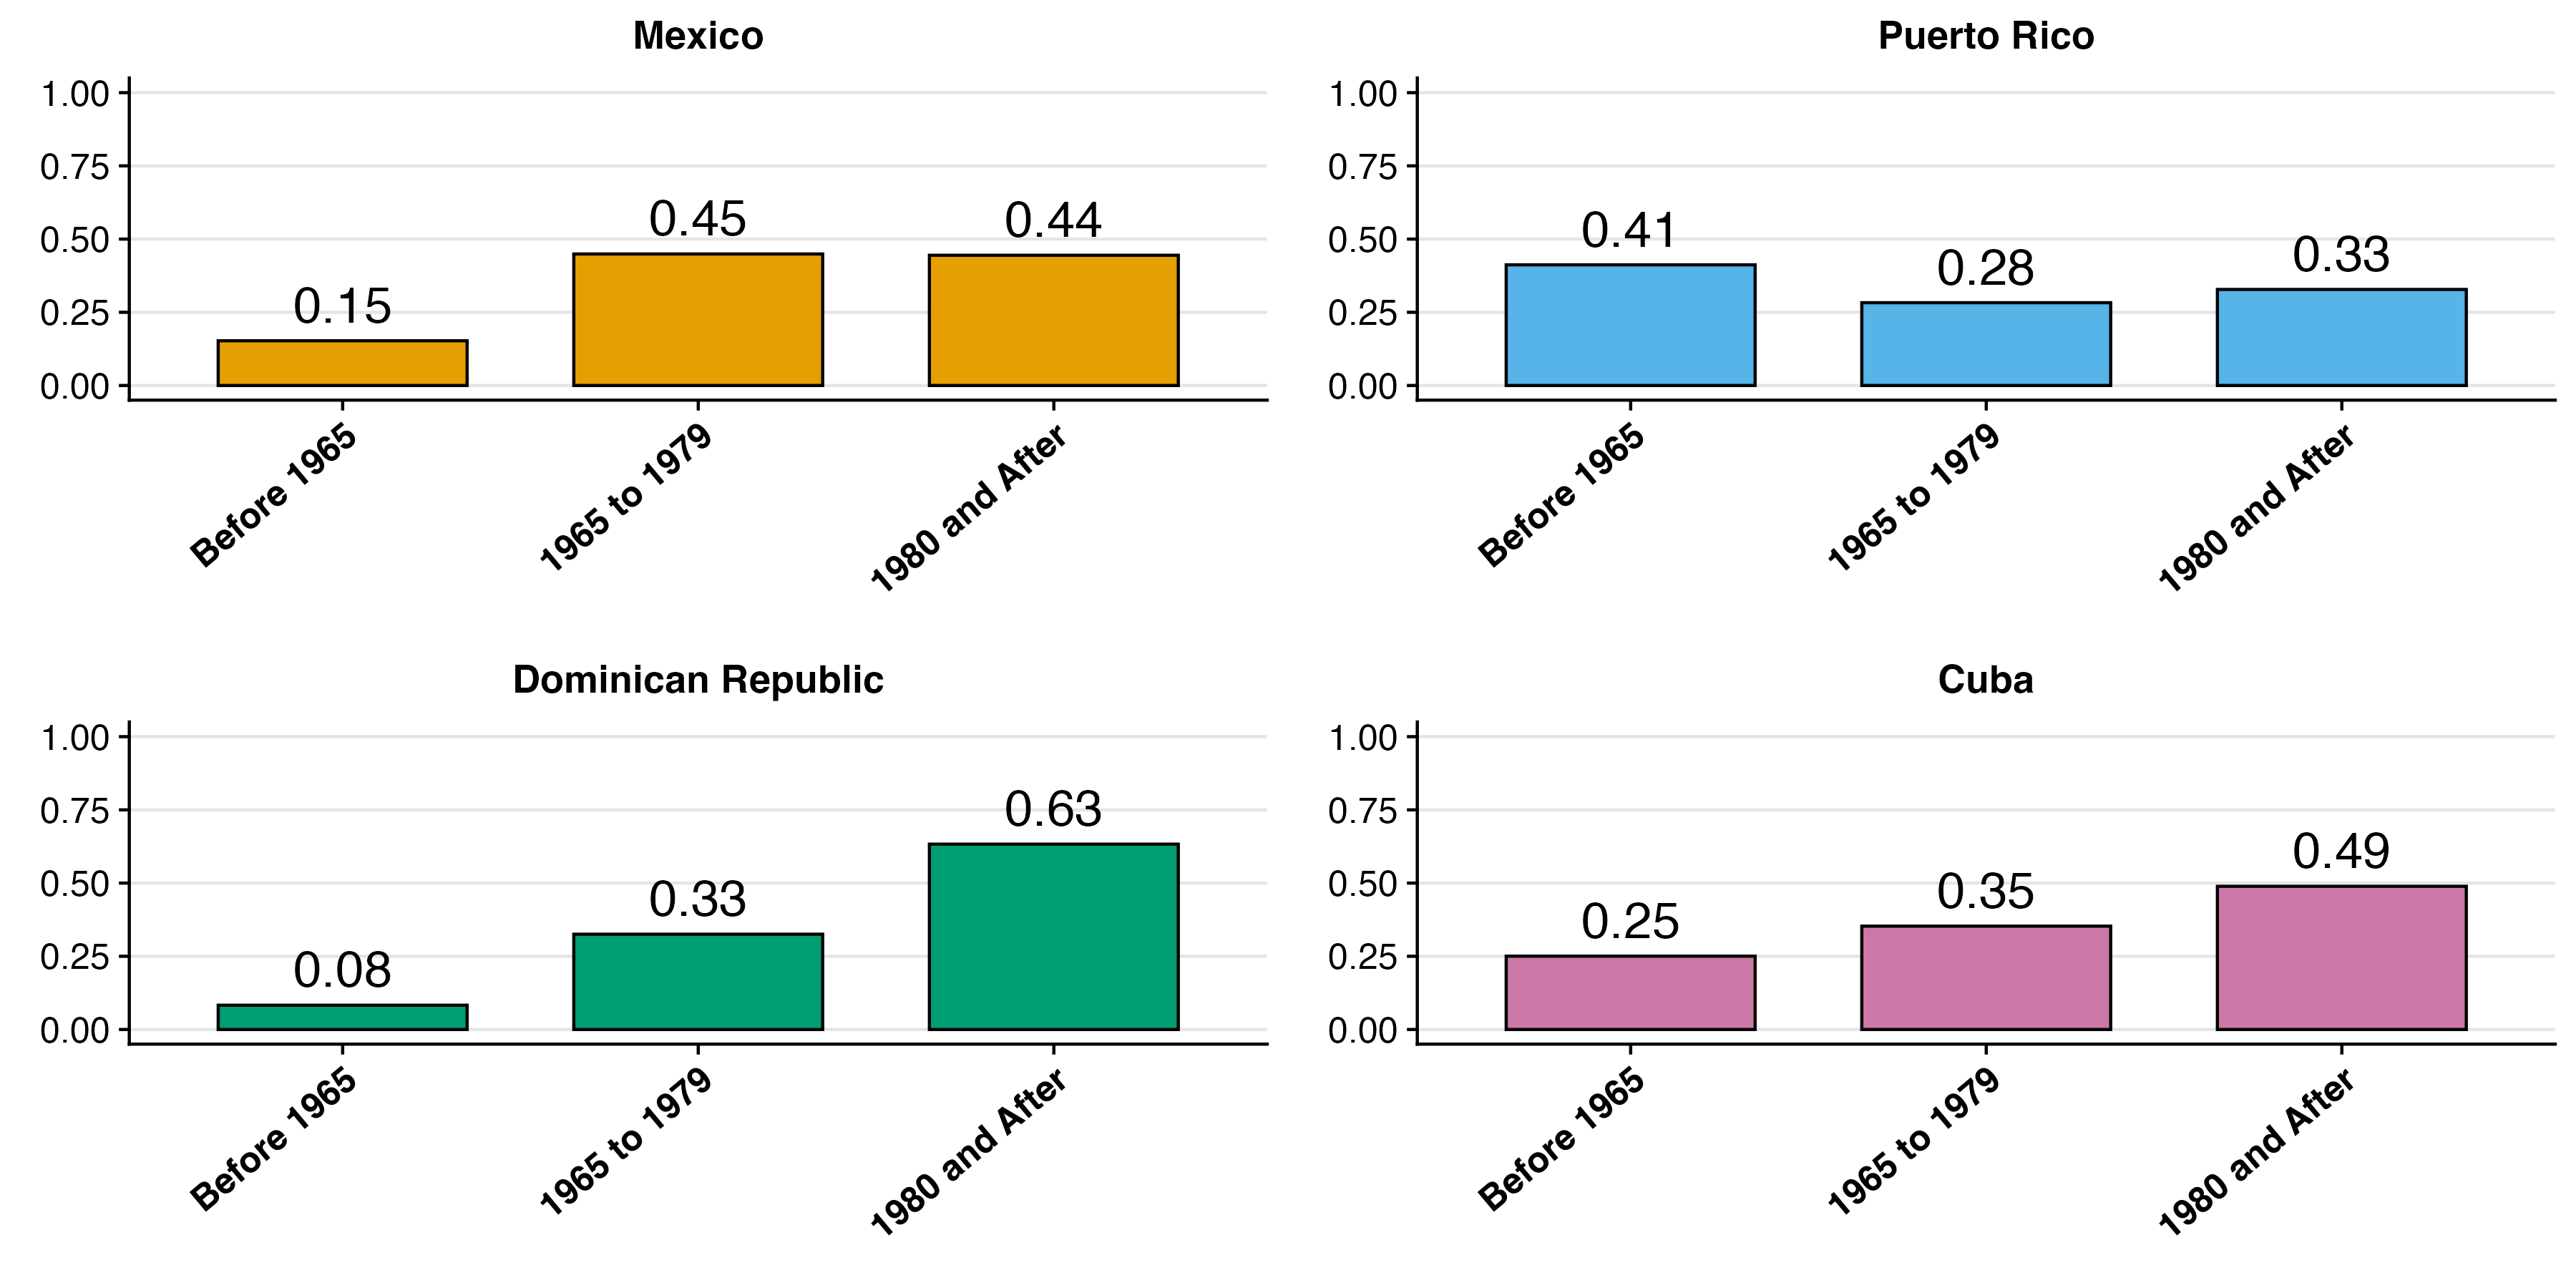 Mexico
1.00
0.75
0.50
0.25
0.00
0.15
0.45
0.44
Before 1965
1965 to 1979
1980 and After
Puerto Rico
1.00
0.75
0.50
0.25
0.00
0.41
0.28
0.33
Before 1965
1965 to 1979
1980 and After
Dominican Republic
1.00
0.75
0.50
0.25
0.00
0.08
0.33
0.63
Before 1965
1965 to 1979
1980 and After
Cuba
1.00
0.75
0.50
0.25
0.00
0.25
0.35
0.49
Before 1965
1965 to 1979
1980 and After